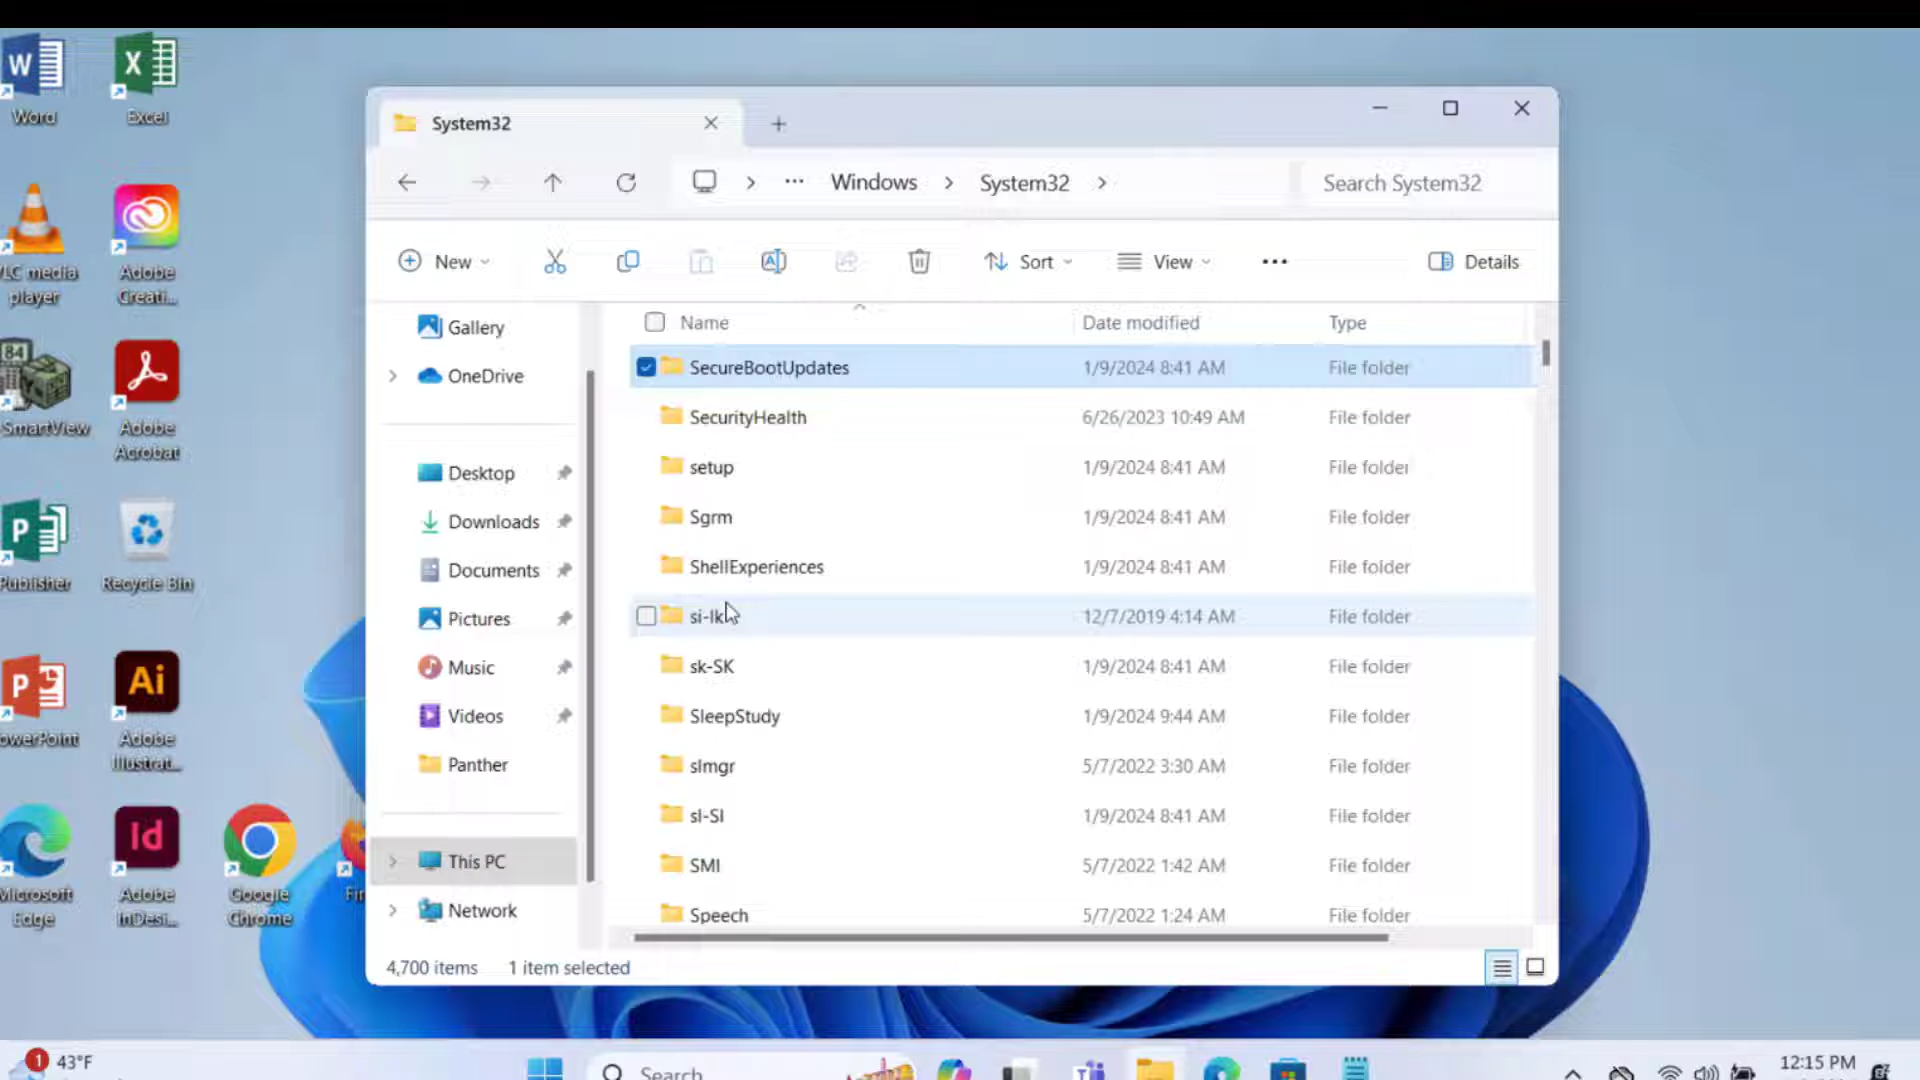 Word
Excel
VLC media
player
Adobe
Creati...
84
SmartView
Adobe
Acrobat
Publisher
Recycle Bin
PowerPoint
Ai
Adobe
Illustrat...
Microsoft
Edge
Id
Adobe
InDesi...
Google
Chrome
System32
Windows
System32
Search System32
New
Sort
View
Details
Gallery
OneDrive
Desktop
Downloads
Documents
Pictures
Music
Videos
Panther
This PC
Network
Name Date modified Type
SecureBootUpdates 1/9/2024 8:41 AM File folder
SecurityHealth 6/26/2023 10:49 AM File folder
setup 1/9/2024 8:41 AM File folder
Sgrm 1/9/2024 8:41 AM File folder
ShellExperiences 1/9/2024 8:41 AM File folder
si-lk 12/7/2019 4:14 AM File folder
sk-SK 1/9/2024 8:41 AM File folder
SleepStudy 1/9/2024 9:44 AM File folder
slmgr 5/7/2022 3:30 AM File folder
sl-SI 1/9/2024 8:41 AM File folder
SMI 5/7/2022 1:42 AM File folder
Speech 5/7/2022 1:24 AM File folder
4,700 items 1 item selected
1
43°F
Search
12:15 PM